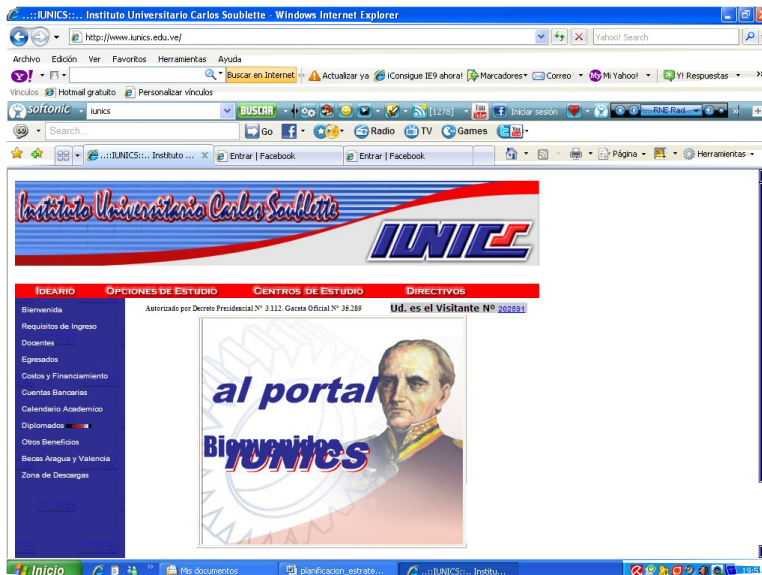 ..::IUNICS::.. Instituto Universitario Carlos Soublette - Windows Internet Explorer
http://www.iunics.edu.ve/
Yahoo! Search
Archivo Edición Ver Favoritos Herramientas Ayuda
Y! Buscar en Internet Actualizar ya ¡Consigue IE9 ahora! Marcadores Correo Mi Yahoo! Y! Respuestas
Vínculos Hotmail gratuito Personalizar vínculos
softonic iunics BUSCAR [1278] You Tube Iniciar sesión RNE Rad...
Search... Go Radio TV Games
..::IUNICS::.. Instituto ... Entrar | Facebook Entrar | Facebook Página Herramientas
Instituto Universitario Carlos Soublette
IUNICS
IDEARIO OPCIONES DE ESTUDIO CENTROS DE ESTUDIO DIRECTIVOS
Autorizado por Decreto Presidencial Nº 3.112. Gaceta Oficial Nº 36.289 Ud. es el Visitante Nº 202591
Bienvenida
Requisitos de Ingreso
Docentes
Egresados
Costos y Financiamiento
Cuentas Bancarias
Calendario Academico
Diplomados
Otros Beneficios
Becas Aragua y Valencia
Zona de Descargas
al portal
Bienvenidos
IUNICS
Inicio Mis documentos planificacion_estrate... ..::IUNICS::.. Institu... 19:5